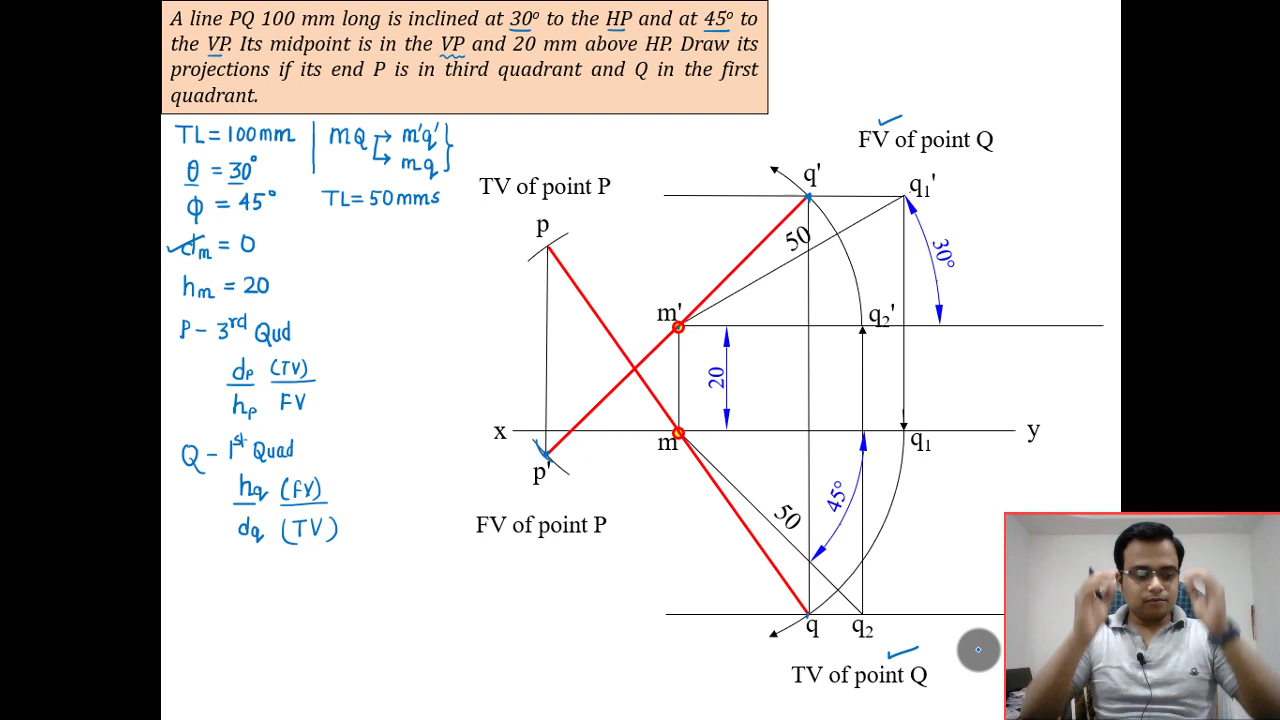 A line PQ 100 mm long is inclined at 30° to the HP and at 45° to
the VP. Its midpoint is in the VP and 20 mm above HP. Draw its
projections if its end P is in third quadrant and Q in the first
quadrant.
TL = 100mm
θ = 30°
ϕ = 45°
dm = 0
hm = 20
P - 3rd Qud
dp (TV)
hp FV
Q - 1st Quad
hq (FV)
dq (TV)
mQ → m'q' }
→ mq
TL = 50mms
FV of point Q
TV of point P
q'
q1'
p
50
30°
m'
q2'
20
x
y
m
q1
p'
45°
50
FV of point P
q
q2
TV of point Q